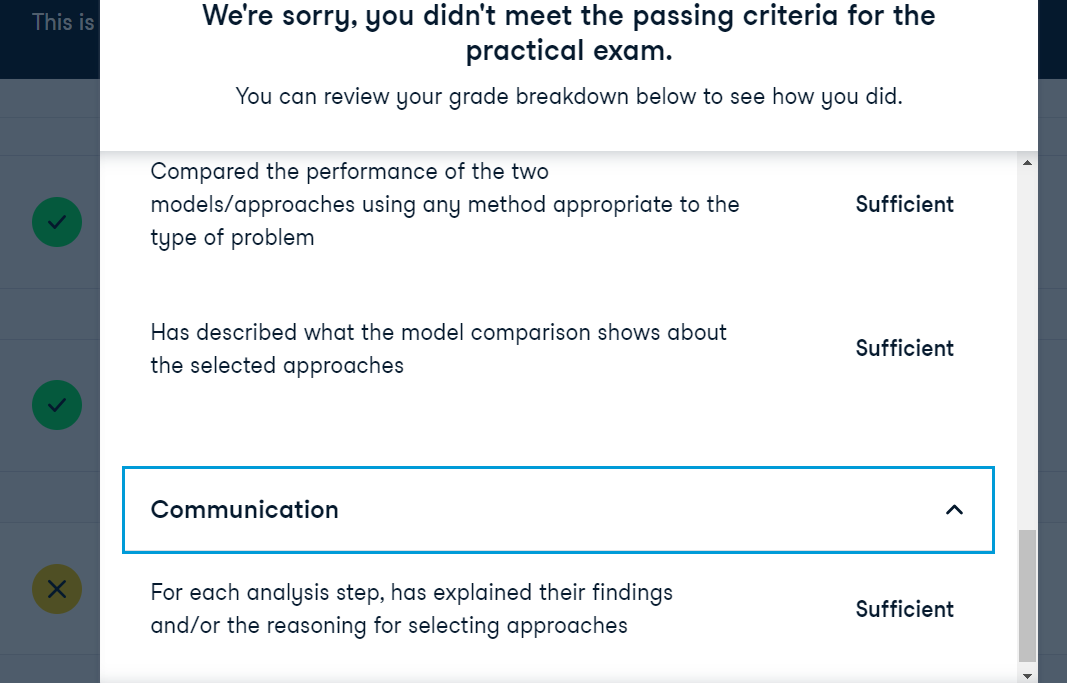 This is
We're sorry, you didn't meet the passing criteria for the
practical exam.
You can review your grade breakdown below to see how you did.
Compared the performance of the two
models/approaches using any method appropriate to the
type of problem
Sufficient
Has described what the model comparison shows about
the selected approaches
Sufficient
Communication
For each analysis step, has explained their findings
and/or the reasoning for selecting approaches
Sufficient